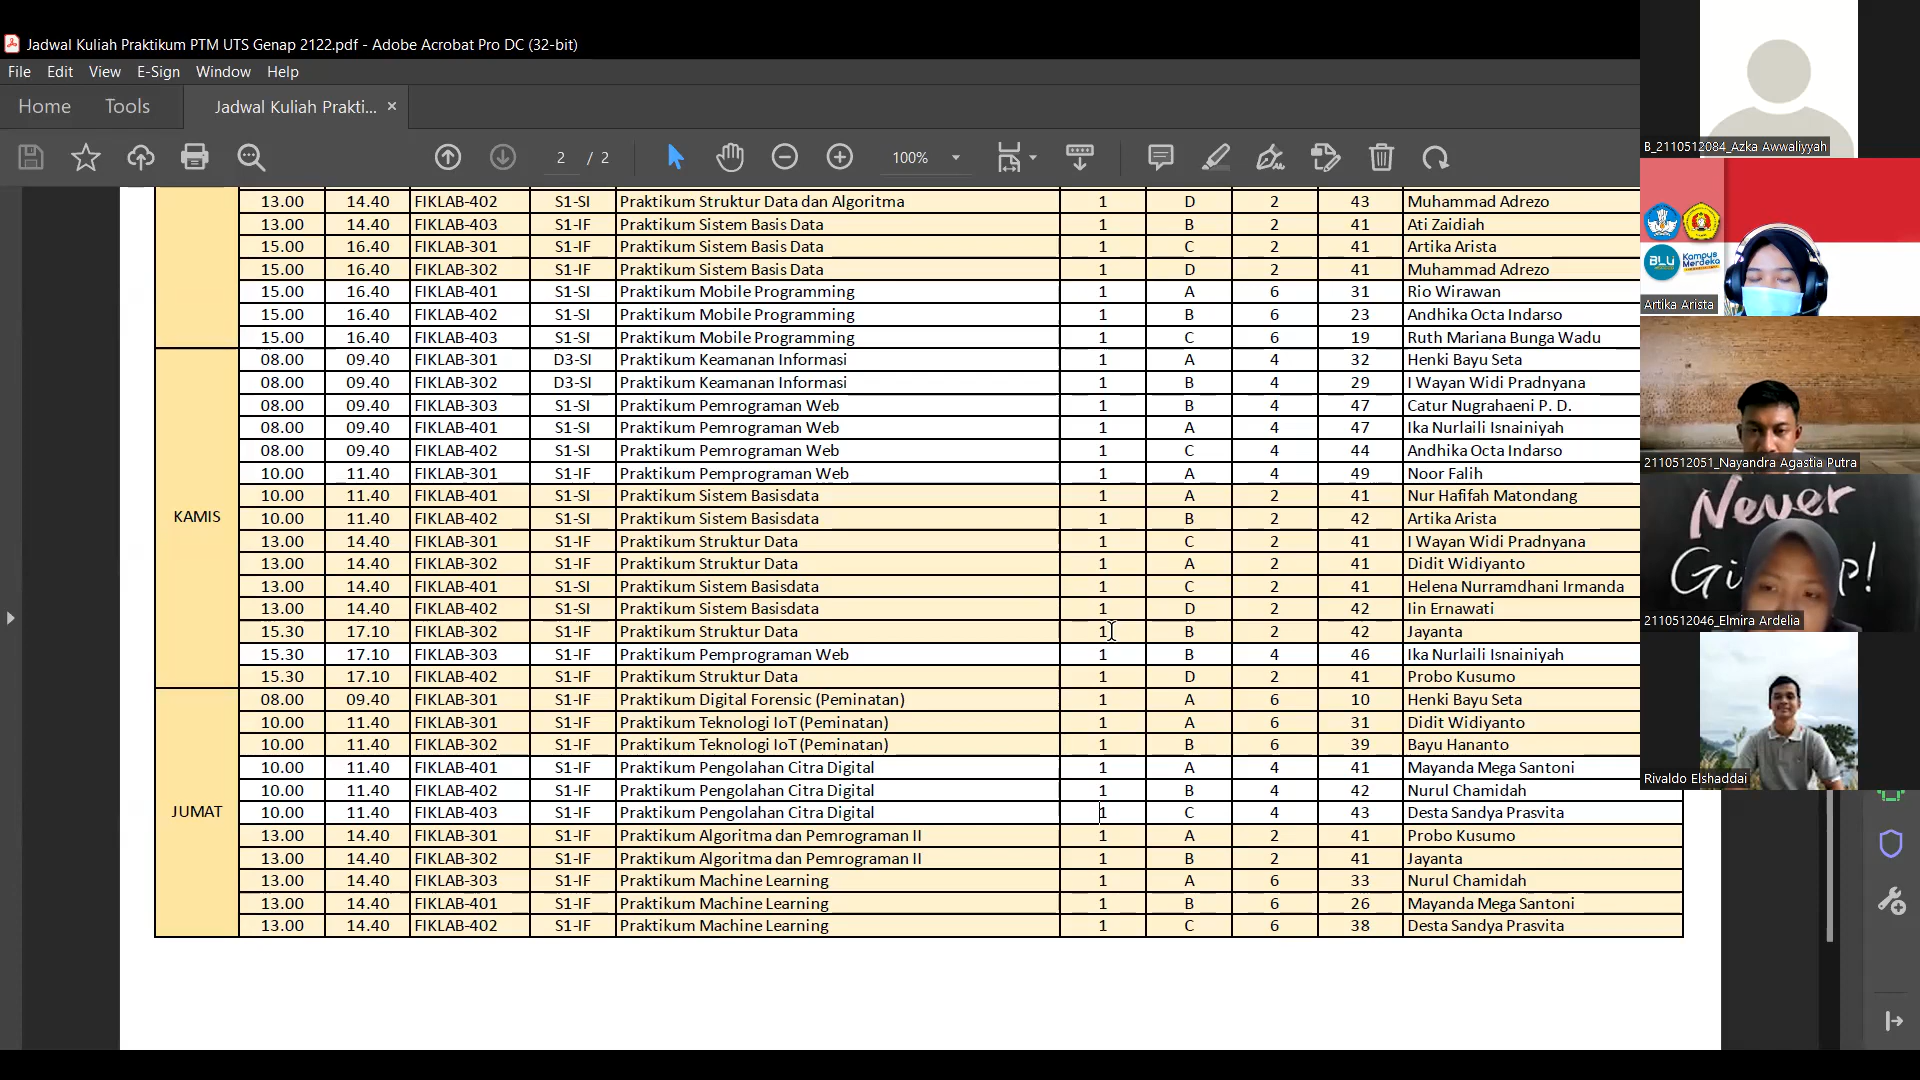 Jadwal Kuliah Praktikum PTM UTS Genap 2122.pdf - Adobe Acrobat Pro DC (32-bit)
File Edit View E-Sign Window Help
Home Tools Jadwal Kuliah Prakti... ×
2 / 2 100%
13.00 14.40 FIKLAB-402 S1-SI Praktikum Struktur Data dan Algoritma 1 D 2 43 Muhammad Adrezo
13.00 14.40 FIKLAB-403 S1-IF Praktikum Sistem Basis Data 1 B 2 41 Ati Zaidiah
15.00 16.40 FIKLAB-301 S1-IF Praktikum Sistem Basis Data 1 C 2 41 Artika Arista
15.00 16.40 FIKLAB-302 S1-IF Praktikum Sistem Basis Data 1 D 2 41 Muhammad Adrezo
15.00 16.40 FIKLAB-401 S1-SI Praktikum Mobile Programming 1 A 6 31 Rio Wirawan
15.00 16.40 FIKLAB-402 S1-SI Praktikum Mobile Programming 1 B 6 23 Andhika Octa Indarso
15.00 16.40 FIKLAB-403 S1-SI Praktikum Mobile Programming 1 C 6 19 Ruth Mariana Bunga Wadu
KAMIS
08.00 09.40 FIKLAB-301 D3-SI Praktikum Keamanan Informasi 1 A 4 32 Henki Bayu Seta
08.00 09.40 FIKLAB-302 D3-SI Praktikum Keamanan Informasi 1 B 4 29 I Wayan Widi Pradnyana
08.00 09.40 FIKLAB-303 S1-SI Praktikum Pemrograman Web 1 B 4 47 Catur Nugrahaeni P. D.
08.00 09.40 FIKLAB-401 S1-SI Praktikum Pemrograman Web 1 A 4 47 Ika Nurlaili Isnainiyah
08.00 09.40 FIKLAB-402 S1-SI Praktikum Pemrograman Web 1 C 4 44 Andhika Octa Indarso
10.00 11.40 FIKLAB-301 S1-IF Praktikum Pemprograman Web 1 A 4 49 Noor Falih
10.00 11.40 FIKLAB-401 S1-SI Praktikum Sistem Basisdata 1 A 2 41 Nur Hafifah Matondang
10.00 11.40 FIKLAB-402 S1-SI Praktikum Sistem Basisdata 1 B 2 42 Artika Arista
13.00 14.40 FIKLAB-301 S1-IF Praktikum Struktur Data 1 C 2 41 I Wayan Widi Pradnyana
13.00 14.40 FIKLAB-302 S1-IF Praktikum Struktur Data 1 A 2 41 Didit Widiyanto
13.00 14.40 FIKLAB-401 S1-SI Praktikum Sistem Basisdata 1 C 2 41 Helena Nurramdhani Irmanda
13.00 14.40 FIKLAB-402 S1-SI Praktikum Sistem Basisdata 1 D 2 42 Iin Ernawati
15.30 17.10 FIKLAB-302 S1-IF Praktikum Struktur Data 1 B 2 42 Jayanta
15.30 17.10 FIKLAB-303 S1-IF Praktikum Pemprograman Web 1 B 4 46 Ika Nurlaili Isnainiyah
15.30 17.10 FIKLAB-402 S1-IF Praktikum Struktur Data 1 D 2 41 Probo Kusumo
JUMAT
08.00 09.40 FIKLAB-301 S1-IF Praktikum Digital Forensic (Peminatan) 1 A 6 10 Henki Bayu Seta
10.00 11.40 FIKLAB-301 S1-IF Praktikum Teknologi IoT (Peminatan) 1 A 6 31 Didit Widiyanto
10.00 11.40 FIKLAB-302 S1-IF Praktikum Teknologi IoT (Peminatan) 1 B 6 39 Bayu Hananto
10.00 11.40 FIKLAB-401 S1-IF Praktikum Pengolahan Citra Digital 1 A 4 41 Mayanda Mega Santoni
10.00 11.40 FIKLAB-402 S1-IF Praktikum Pengolahan Citra Digital 1 B 4 42 Nurul Chamidah
10.00 11.40 FIKLAB-403 S1-IF Praktikum Pengolahan Citra Digital 1 C 4 43 Desta Sandya Prasvita
13.00 14.40 FIKLAB-301 S1-IF Praktikum Algoritma dan Pemrograman II 1 A 2 41 Probo Kusumo
13.00 14.40 FIKLAB-302 S1-IF Praktikum Algoritma dan Pemrograman II 1 B 2 41 Jayanta
13.00 14.40 FIKLAB-303 S1-IF Praktikum Machine Learning 1 A 6 33 Nurul Chamidah
13.00 14.40 FIKLAB-401 S1-IF Praktikum Machine Learning 1 B 6 26 Mayanda Mega Santoni
13.00 14.40 FIKLAB-402 S1-IF Praktikum Machine Learning 1 C 6 38 Desta Sandya Prasvita
B_2110512084_Azka Awwaliyyah
BLU
Kampus
Merdeka
Artika Arista
2110512051_Nayandra Agastia Putra
Never
2110512046_Elmira Ardelia
Rivaldo Elshaddai